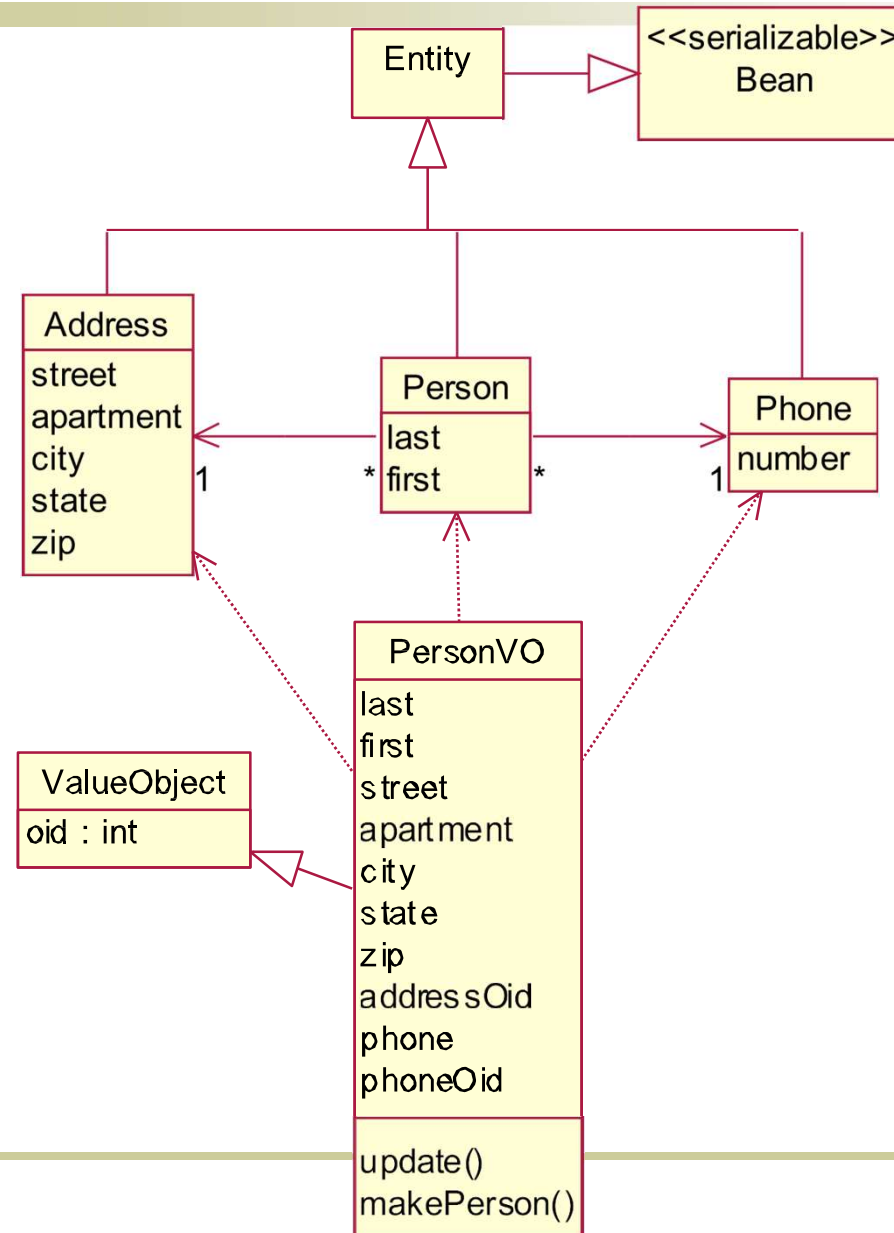 Entity
<<serializable>>
Bean
Address
street
apartment
city
state
zip
Person
last
first
Phone
number
1
*
*
1
PersonVO
last
first
street
apartment
city
state
zip
addressOid
phone
phoneOid
update()
makePerson()
ValueObject
oid : int